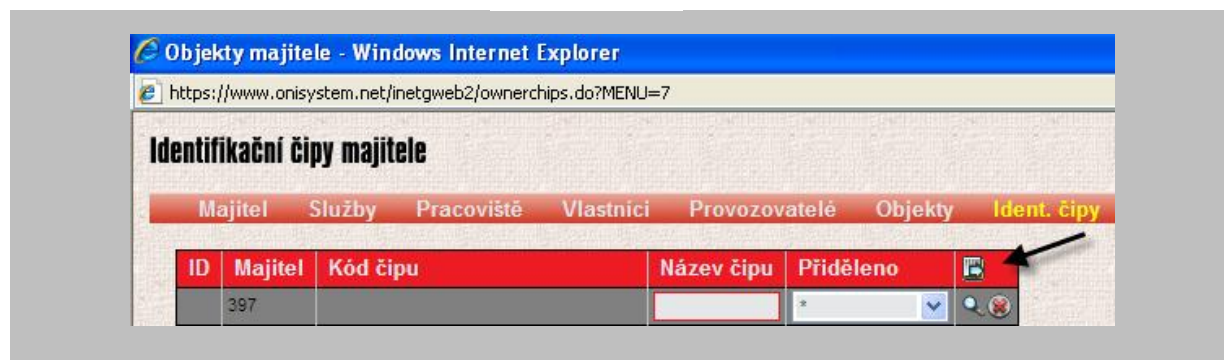 Objekty majitele - Windows Internet Explorer
https://www.onisystem.net/inetgweb2/ownerchips.do?MENU=7
Identifikační čipy majitele
Majitel Služby Pracoviště Vlastníci Provozovatelé Objekty Ident. čipy
ID Majitel Kód čipu Název čipu Přiděleno
397 *